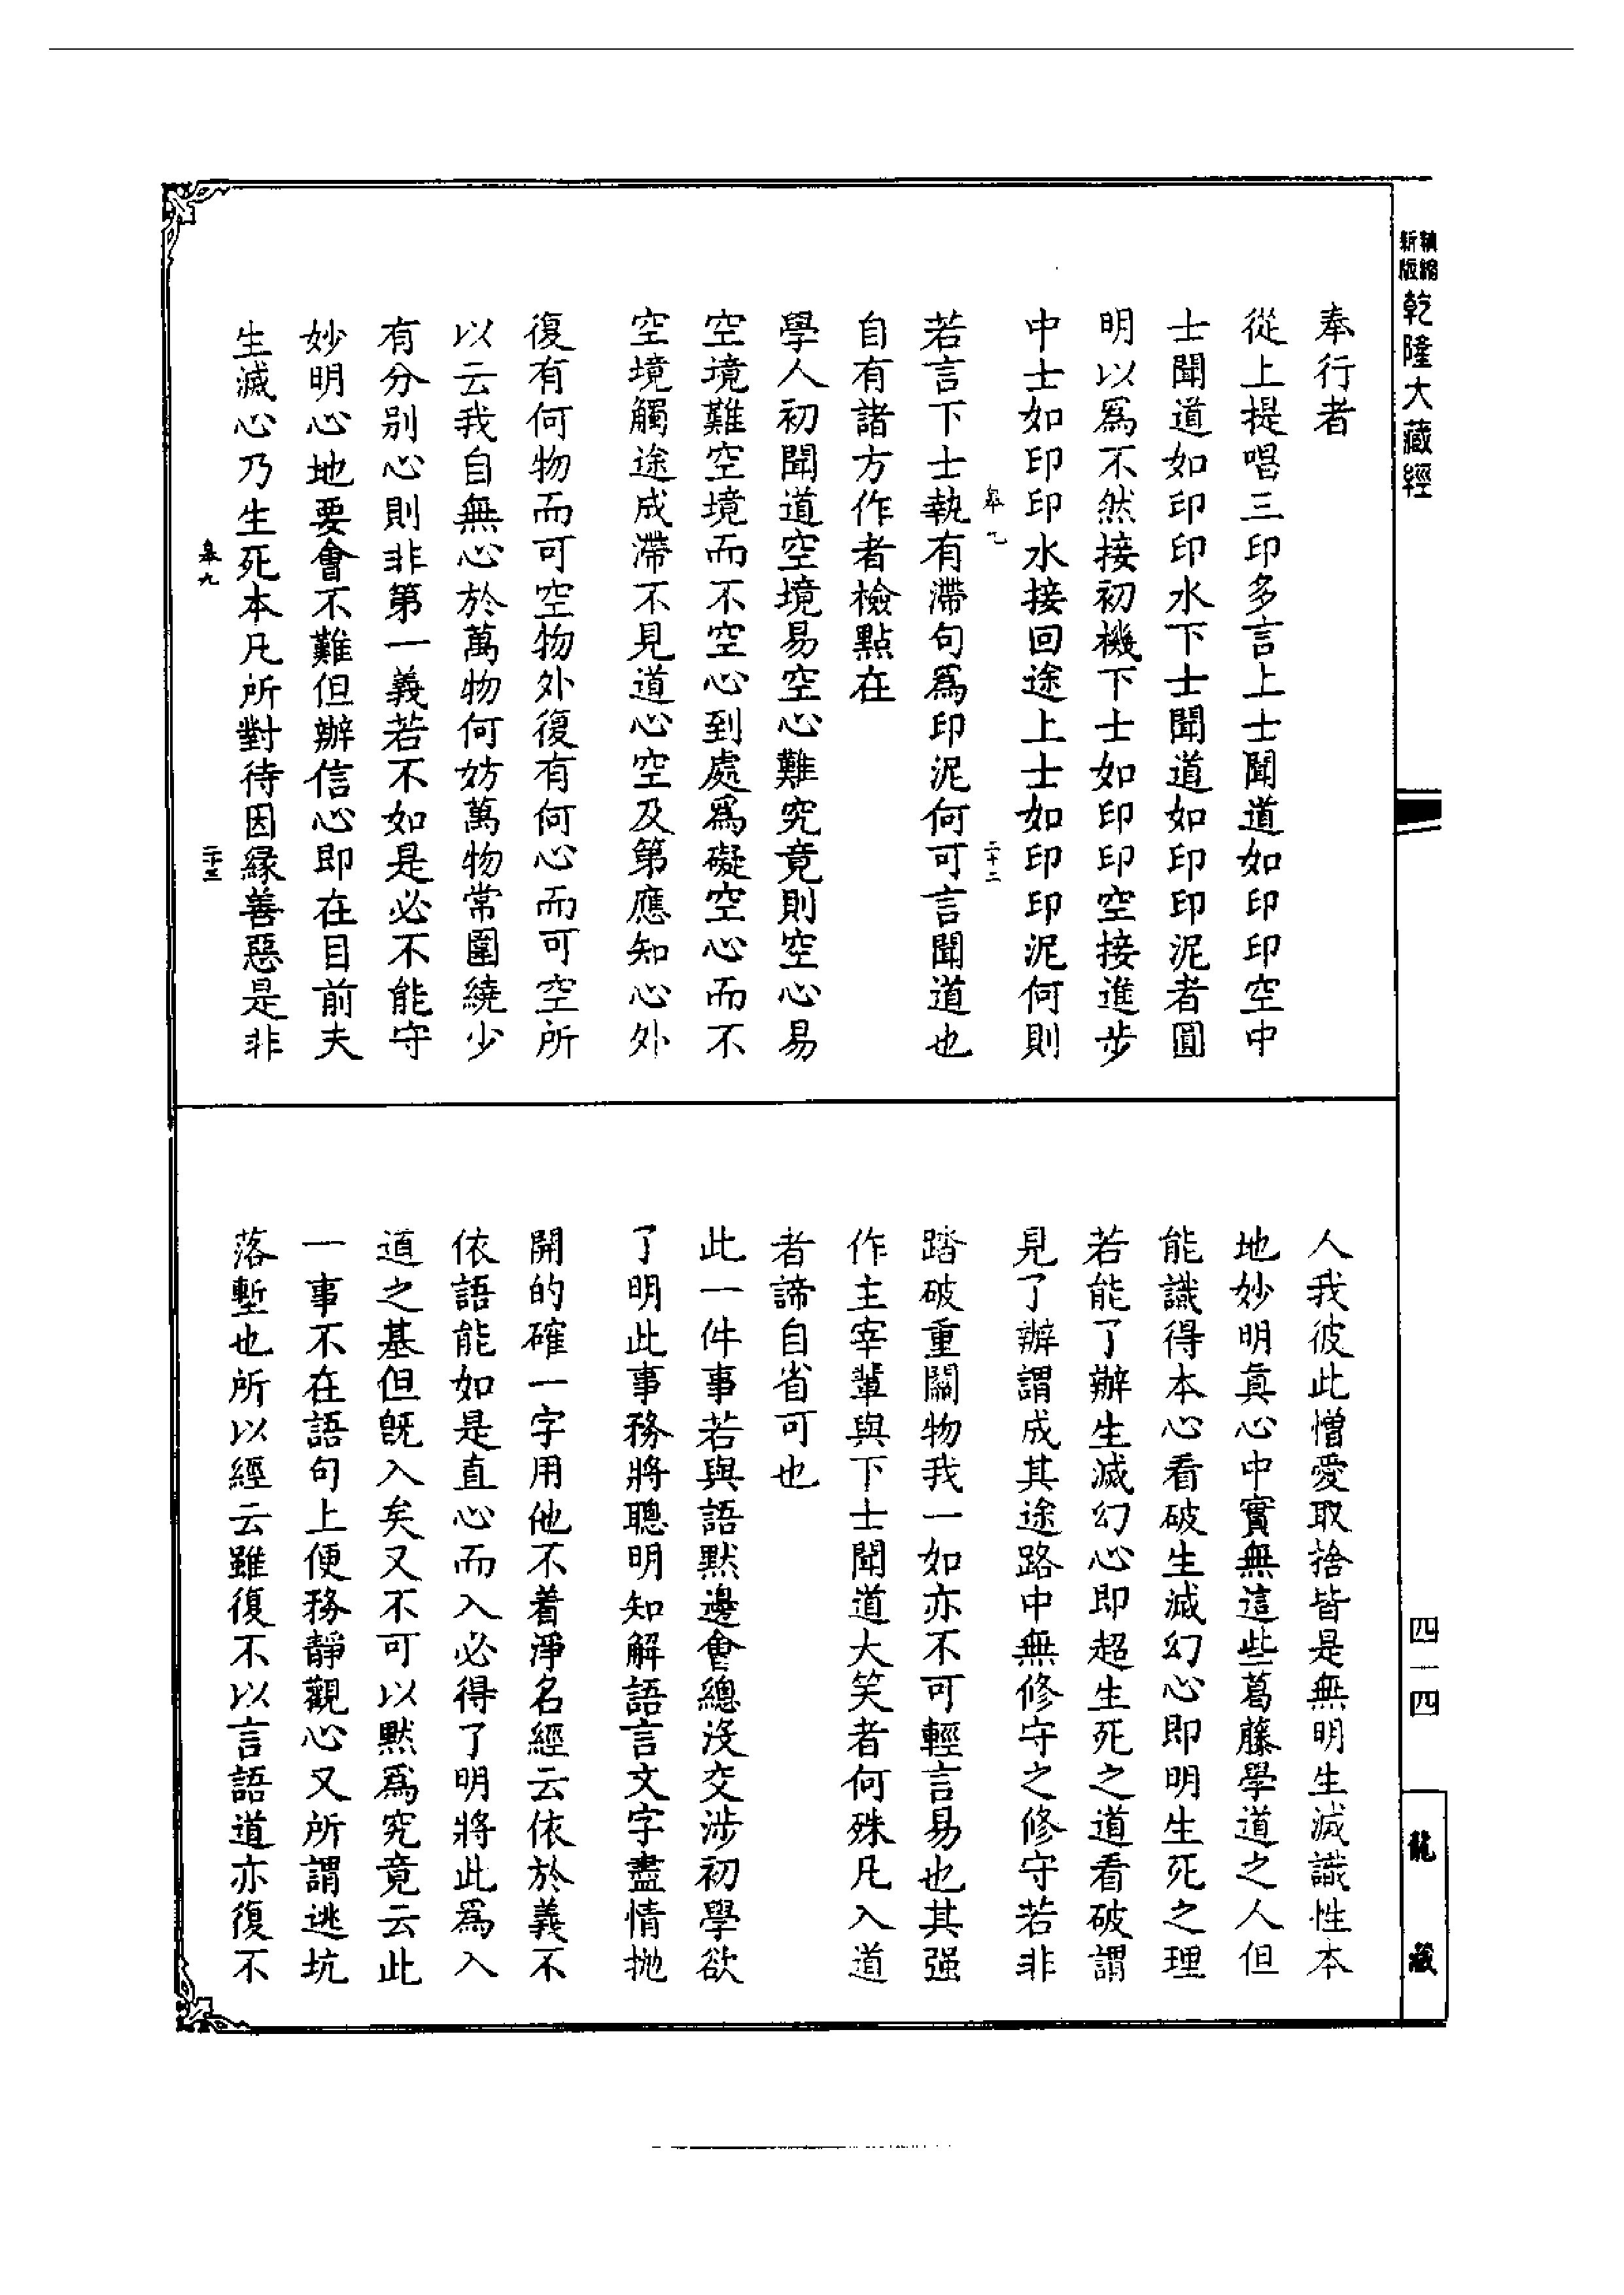 精縮
新版
乾隆大藏經
奉行者
從上提唱三印多言上士聞道如印印空中
士聞道如印印水下士聞道如印印泥者圓
明以爲不然接初機下士如印印空接進步
中士如印印水接回途上士如印印泥何則
皋九
二十二
若言下士執有滯句爲印泥何可言聞道也
自有諸方作者檢點在
學人初聞道空境易空心難究竟則空心易
空境難空境而不空心到處爲礙空心而不
空境觸途成滯不見道心空及第應知心外
復有何物而可空物外復有何心而可空所
以云我自無心於萬物何妨萬物常圍繞少
有分別心則非第一義若不如是必不能守
妙明心地要會不難但辦信心即在目前夫
生滅心乃生死本凡所對待因緣善惡是非
皋九
二十三
人我彼此憎愛取捨皆是無明生滅識性本
地妙明真心中實無這些葛藤學道之人但
能識得本心看破生滅幻心即明生死之理
若能了辦生滅幻心即超生死之道看破謂
見了辦謂成其途路中無修守之修守若非
踏破重關物我一如亦不可輕言易也其强
作主宰輩與下士聞道大笑者何殊凡入道
者諦自省可也
此一件事若與語默邊會總沒交涉初學欲
了明此事務將聰明知解語言文字盡情拋
開的確一字用他不着淨名經云依於義不
依語能如是直心而入必得了明將此爲入
道之基但旣入矣又不可以默爲究竟云此
一事不在語句上便務靜觀心又所謂逃坑
落塹也所以經云雖復不以言語道亦復不
四一四
龍藏